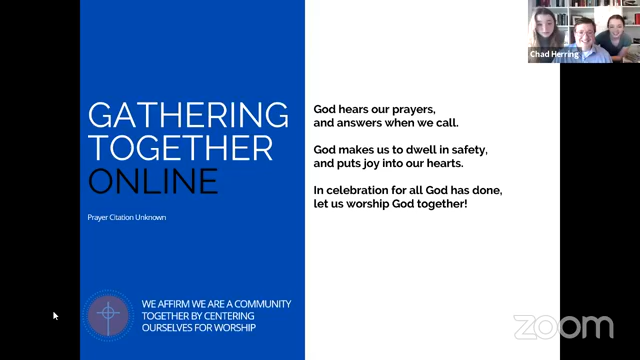 GATHERING
TOGETHER
ONLINE
Prayer Citation Unknown
WE AFFIRM WE ARE A COMMUNITY
TOGETHER BY CENTERING
OURSELVES FOR WORSHIP
God hears our prayers,
and answers when we call.
God makes us to dwell in safety,
and puts joy into our hearts.
In celebration for all God has done,
let us worship God together!
Chad Herring
zoom